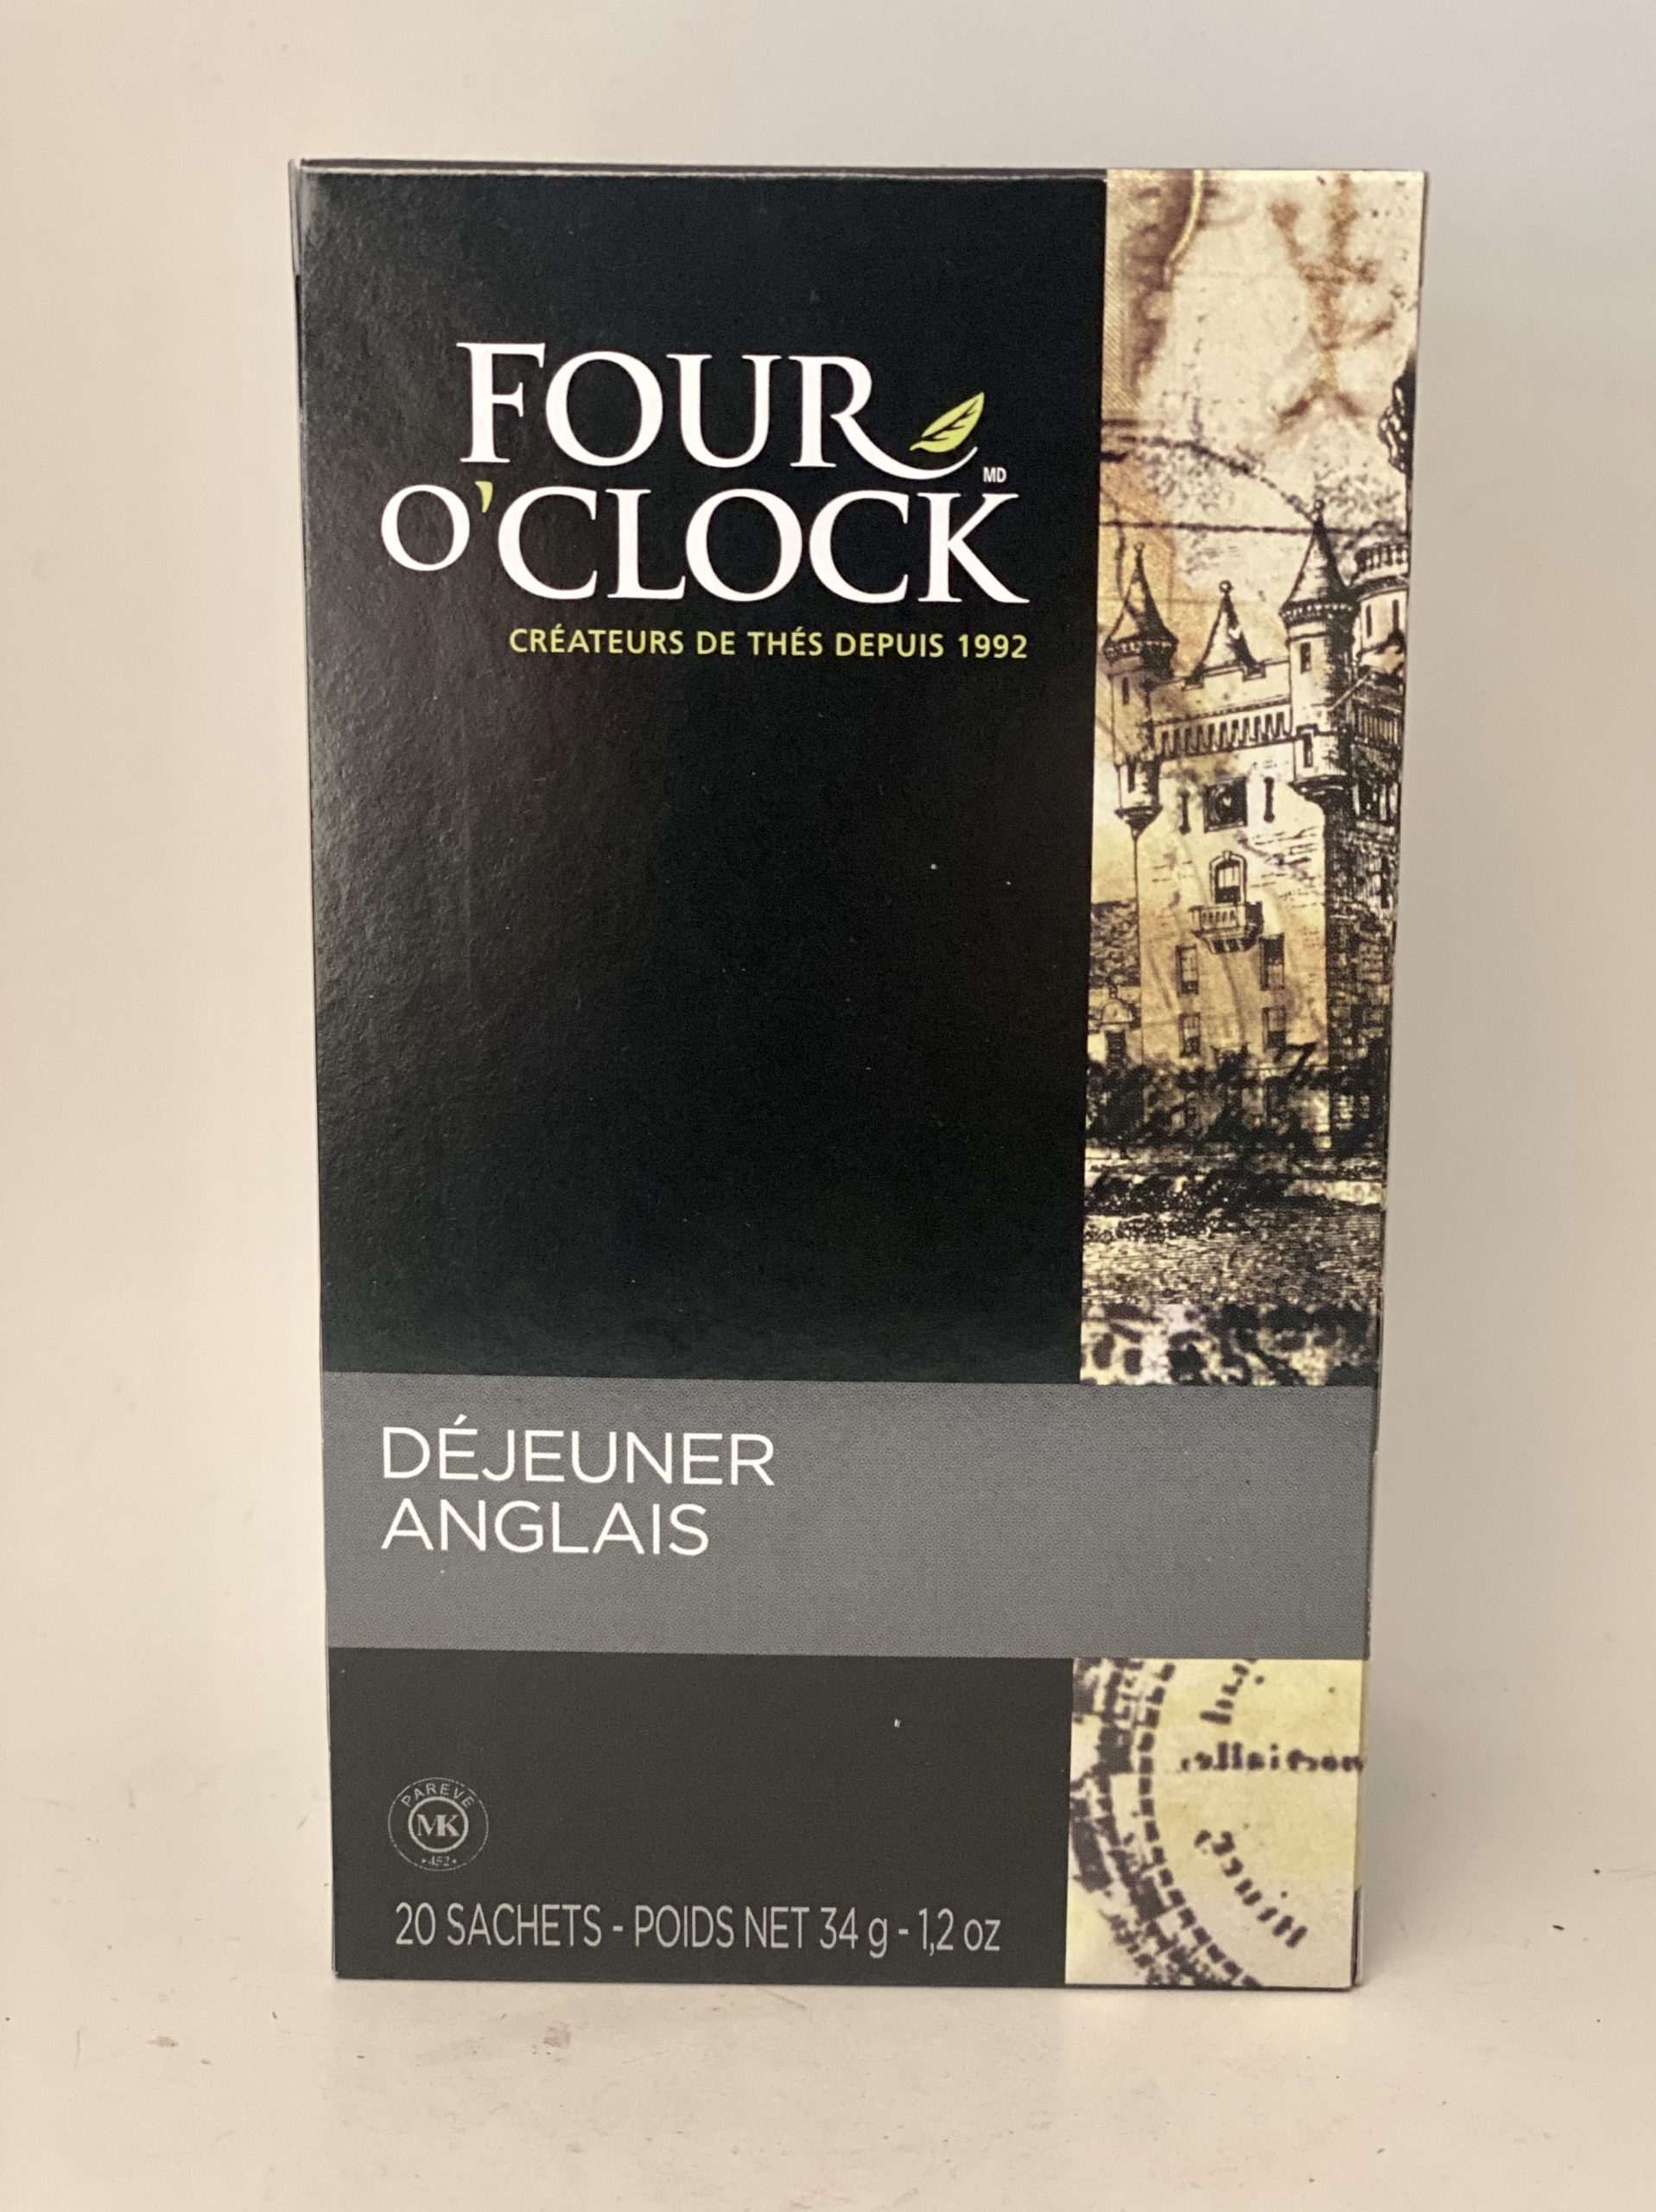 FOUR
O'CLOCK
MD
CRÉATEURS DE THÉS DEPUIS 1992
DÉJEUNER
ANGLAIS
PAREVE
MK
452
20 SACHETS - POIDS NET 34 g - 1,2 oz